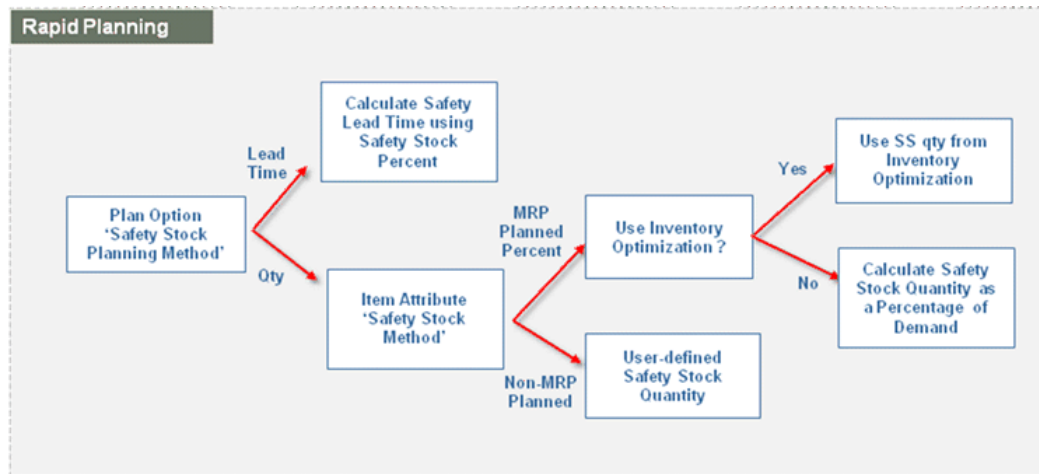 Rapid Planning
Calculate Safety
Lead Time using
Safety Stock
Percent
Lead
Time
Plan Option
‘Safety Stock
Planning Method’
Qty
Item Attribute
‘Safety Stock
Method’
MRP
Planned
Percent
Non-MRP
Planned
Use Inventory
Optimization ?
User-defined
Safety Stock
Quantity
Yes
No
Use SS qty from
Inventory
Optimization
Calculate Safety
Stock Quantity as
a Percentage of
Demand